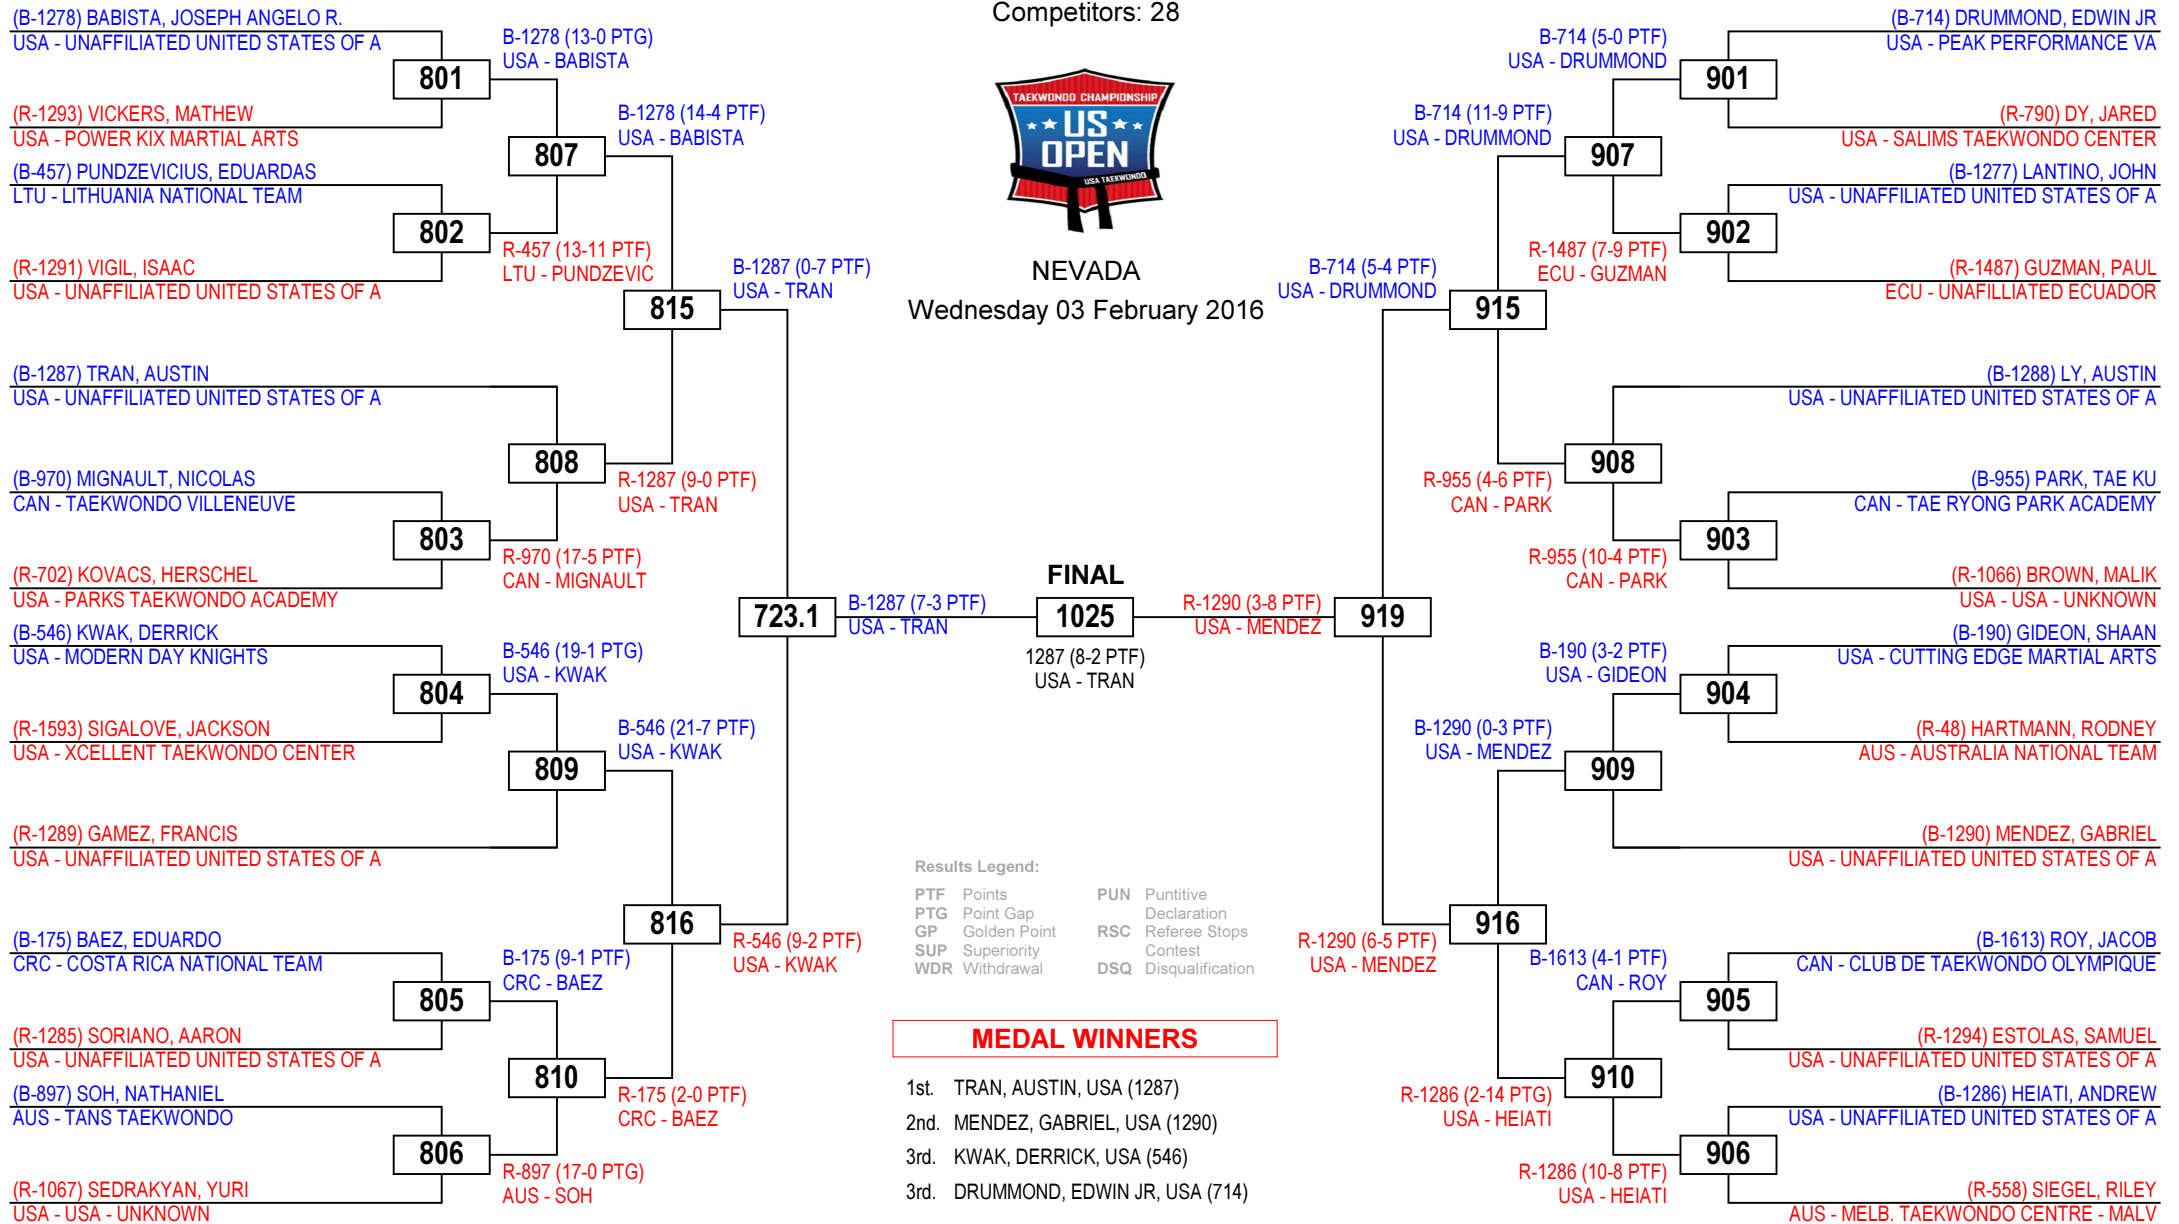 Competitors: 28
TAEKWONDO CHAMPIONSHIP
US
OPEN
USA TAEKWONDO
NEVADA
Wednesday 03 February 2016
(B-1278) BABISTA, JOSEPH ANGELO R.
USA - UNAFFILIATED UNITED STATES OF A
801
(R-1293) VICKERS, MATHEW
USA - POWER KIX MARTIAL ARTS
B-1278 (13-0 PTG)
USA - BABISTA
(B-457) PUNDZEVICIUS, EDUARDAS
LTU - LITHUANIA NATIONAL TEAM
802
(R-1291) VIGIL, ISAAC
USA - UNAFFILIATED UNITED STATES OF A
R-457 (13-11 PTF)
LTU - PUNDZEVIC
807
B-1278 (14-4 PTF)
USA - BABISTA
815
B-1287 (0-7 PTF)
USA - TRAN
(B-1287) TRAN, AUSTIN
USA - UNAFFILIATED UNITED STATES OF A
808
R-1287 (9-0 PTF)
USA - TRAN
(B-970) MIGNAULT, NICOLAS
CAN - TAEKWONDO VILLENEUVE
803
(R-702) KOVACS, HERSCHEL
USA - PARKS TAEKWONDO ACADEMY
R-970 (17-5 PTF)
CAN - MIGNAULT
723.1
B-1287 (7-3 PTF)
USA - TRAN
(B-546) KWAK, DERRICK
USA - MODERN DAY KNIGHTS
804
(R-1593) SIGALOVE, JACKSON
USA - XCELLENT TAEKWONDO CENTER
B-546 (19-1 PTG)
USA - KWAK
809
B-546 (21-7 PTF)
USA - KWAK
(R-1289) GAMEZ, FRANCIS
USA - UNAFFILIATED UNITED STATES OF A
816
R-546 (9-2 PTF)
USA - KWAK
(B-175) BAEZ, EDUARDO
CRC - COSTA RICA NATIONAL TEAM
805
(R-1285) SORIANO, AARON
USA - UNAFFILIATED UNITED STATES OF A
B-175 (9-1 PTF)
CRC - BAEZ
810
R-175 (2-0 PTF)
CRC - BAEZ
(B-897) SOH, NATHANIEL
AUS - TANS TAEKWONDO
806
(R-1067) SEDRAKYAN, YURI
USA - USA - UNKNOWN
R-897 (17-0 PTG)
AUS - SOH
FINAL
1025
1287 (8-2 PTF)
USA - TRAN
R-1290 (3-8 PTF)
USA - MENDEZ
919
(B-714) DRUMMOND, EDWIN JR
USA - PEAK PERFORMANCE VA
901
(R-790) DY, JARED
USA - SALIMS TAEKWONDO CENTER
B-714 (5-0 PTF)
USA - DRUMMOND
(B-1277) LANTINO, JOHN
USA - UNAFFILIATED UNITED STATES OF A
902
(R-1487) GUZMAN, PAUL
ECU - UNAFILLIATED ECUADOR
R-1487 (7-9 PTF)
ECU - GUZMAN
907
B-714 (11-9 PTF)
USA - DRUMMOND
915
B-714 (5-4 PTF)
USA - DRUMMOND
(B-1288) LY, AUSTIN
USA - UNAFFILIATED UNITED STATES OF A
908
R-955 (4-6 PTF)
CAN - PARK
(B-955) PARK, TAE KU
CAN - TAE RYONG PARK ACADEMY
903
(R-1066) BROWN, MALIK
USA - USA - UNKNOWN
R-955 (10-4 PTF)
CAN - PARK
(B-190) GIDEON, SHAAN
USA - CUTTING EDGE MARTIAL ARTS
904
(R-48) HARTMANN, RODNEY
AUS - AUSTRALIA NATIONAL TEAM
B-190 (3-2 PTF)
USA - GIDEON
909
B-1290 (0-3 PTF)
USA - MENDEZ
(B-1290) MENDEZ, GABRIEL
USA - UNAFFILIATED UNITED STATES OF A
916
R-1290 (6-5 PTF)
USA - MENDEZ
(B-1613) ROY, JACOB
CAN - CLUB DE TAEKWONDO OLYMPIQUE
905
(R-1294) ESTOLAS, SAMUEL
USA - UNAFFILIATED UNITED STATES OF A
B-1613 (4-1 PTF)
CAN - ROY
910
R-1286 (2-14 PTG)
USA - HEIATI
(B-1286) HEIATI, ANDREW
USA - UNAFFILIATED UNITED STATES OF A
906
(R-558) SIEGEL, RILEY
AUS - MELB. TAEKWONDO CENTRE - MALV
R-1286 (10-8 PTF)
USA - HEIATI
Results Legend:
PTF Points
PTG Point Gap
GP Golden Point
SUP Superiority
WDR Withdrawal
PUN Puntitive
Declaration
RSC Referee Stops
Contest
DSQ Disqualification
MEDAL WINNERS
1st. TRAN, AUSTIN, USA (1287)
2nd. MENDEZ, GABRIEL, USA (1290)
3rd. KWAK, DERRICK, USA (546)
3rd. DRUMMOND, EDWIN JR, USA (714)